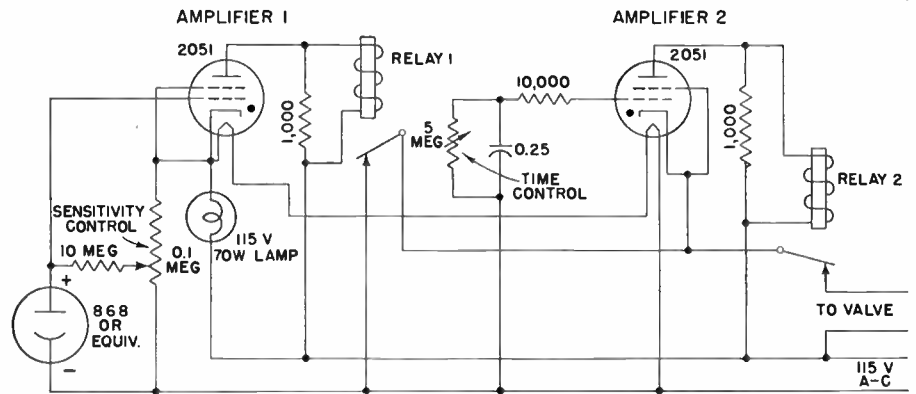 AMPLIFIER 1
AMPLIFIER 2
2051
RELAY 1
1,000
10,000
2051
5
MEG
0.25
TIME
CONTROL
1,000
RELAY 2
SENSITIVITY
CONTROL
10 MEG
0.1
MEG
115 V
70W LAMP
+
868
OR
EQUIV.
−
TO VALVE
115 V
A-C